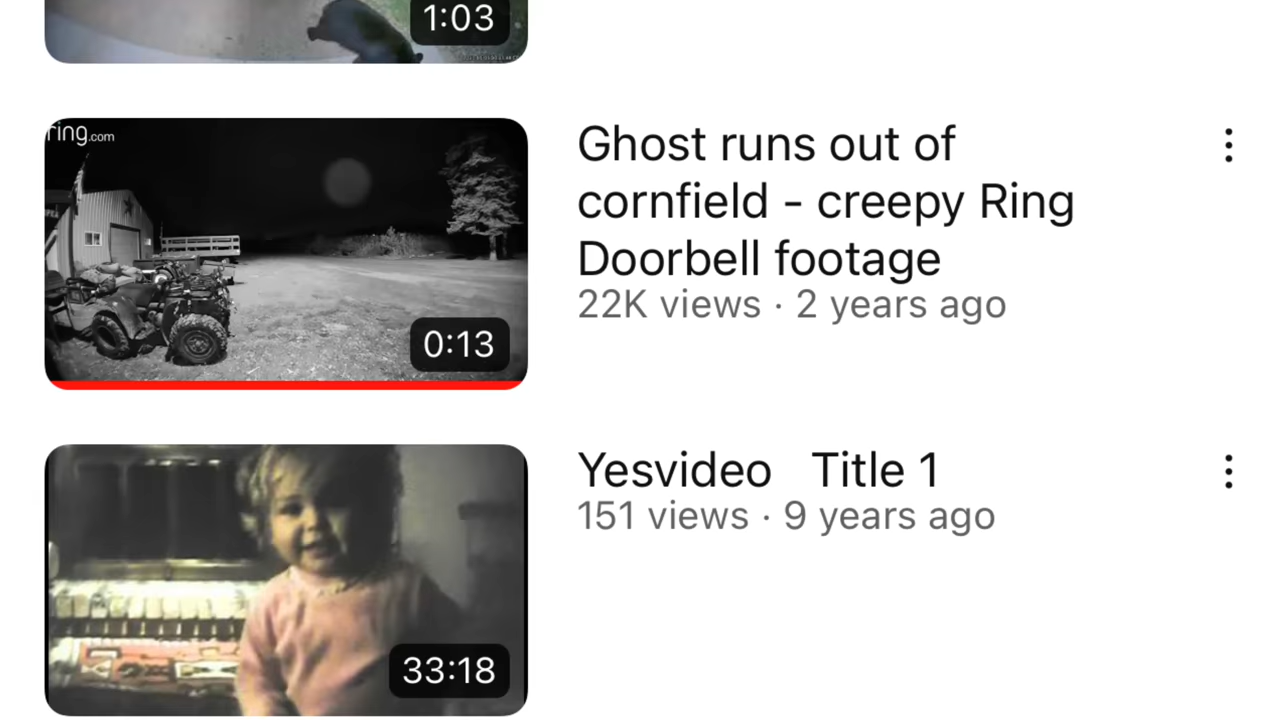 1:03
ring.com
Ghost runs out of
cornfield - creepy Ring
Doorbell footage
22K views · 2 years ago
0:13
Yesvideo   Title 1
151 views · 9 years ago
33:18